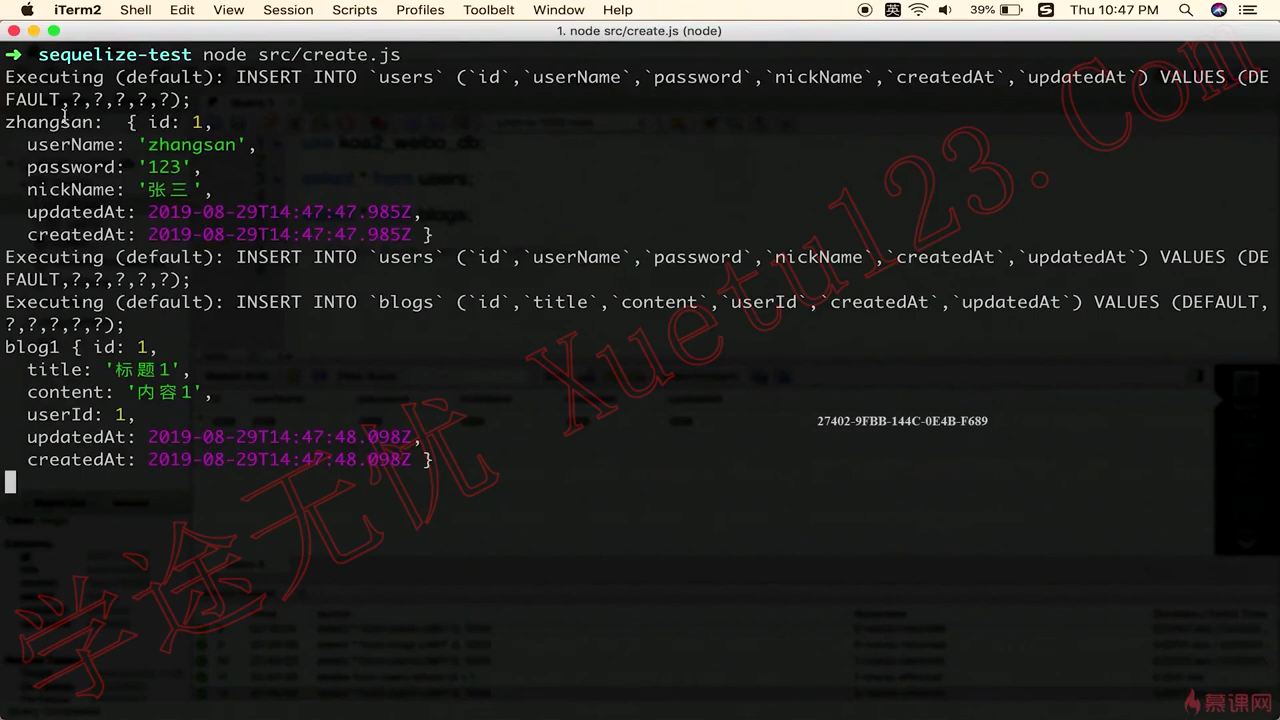 iTerm2 Shell Edit View Session Scripts Profiles Toolbelt Window Help 英 39% S Thu 10:47 PM
1. node src/create.js (node)
➜ sequelize-test node src/create.js
Executing (default): INSERT INTO `users` (`id`,`userName`,`password`,`nickName`,`createdAt`,`updatedAt`) VALUES (DE
FAULT,?,?,?,?,?);
zhangsan:  { id: 1,
userName: 'zhangsan',
password: '123',
nickName: '张三',
updatedAt: 2019-08-29T14:47:47.985Z,
createdAt: 2019-08-29T14:47:47.985Z }
Executing (default): INSERT INTO `users` (`id`,`userName`,`password`,`nickName`,`createdAt`,`updatedAt`) VALUES (DE
FAULT,?,?,?,?,?);
Executing (default): INSERT INTO `blogs` (`id`,`title`,`content`,`userId`,`createdAt`,`updatedAt`) VALUES (DEFAULT,
?,?,?,?,?);
blog1 { id: 1,
title: '标题1',
content: '内容1',
userId: 1,
updatedAt: 2019-08-29T14:47:48.098Z,
createdAt: 2019-08-29T14:47:48.098Z }
27402-9FBB-144C-0E4B-F689
学途无忧 Xuetu123.Com
慕课网